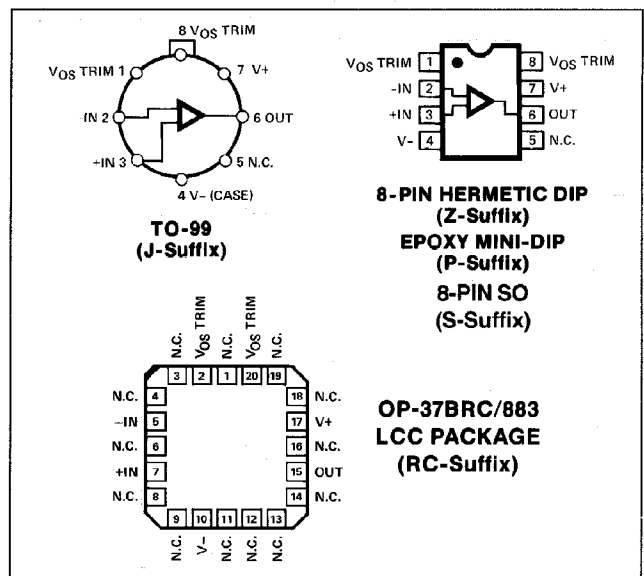 8 VOS TRIM
VOS TRIM 1
7 V+
-IN 2
6 OUT
+IN 3
5 N.C.
4 V– (CASE)
TO-99
(J-Suffix)
VOS TRIM 1
8 VOS TRIM
-IN 2
7 V+
+IN 3
6 OUT
V– 4
5 N.C.
8-PIN HERMETIC DIP
(Z-Suffix)
EPOXY MINI-DIP
(P-Suffix)
8-PIN SO
(S-Suffix)
N.C. VOS TRIM N.C. VOS TRIM N.C.
3 2 1 20 19
N.C. 4
18 N.C.
–IN 5
17 V+
N.C. 6
16 N.C.
+IN 7
15 OUT
N.C. 8
14 N.C.
9 10 11 12 13
N.C. V– N.C. N.C. N.C.
OP-37BRC/883
LCC PACKAGE
(RC-Suffix)